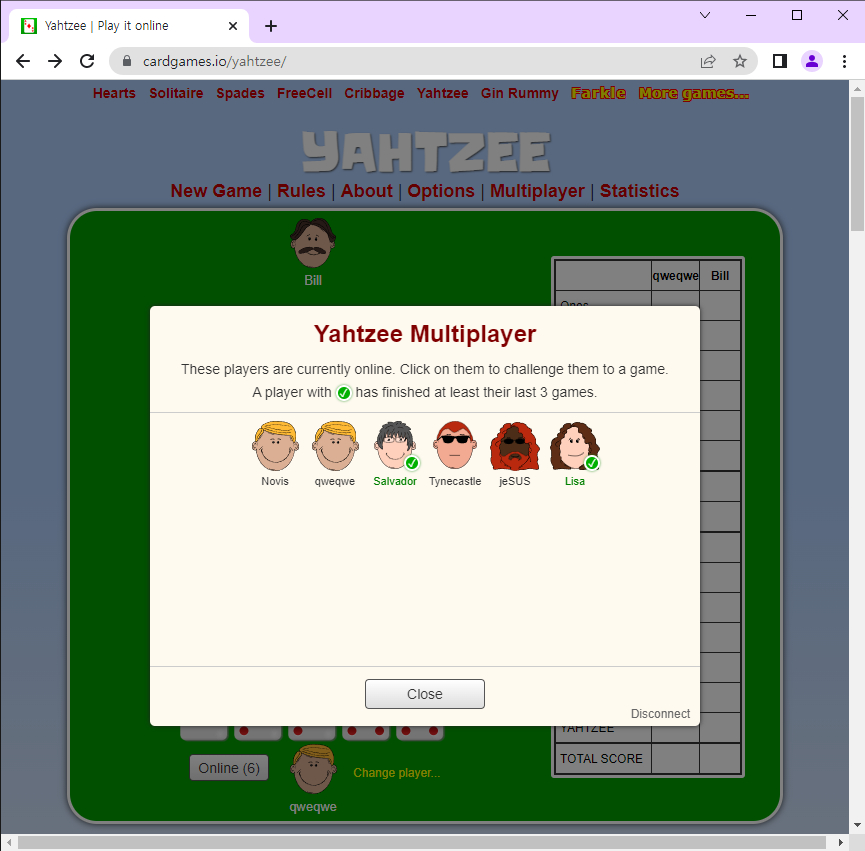 Yahtzee | Play it online
cardgames.io/yahtzee/
Hearts Solitaire Spades FreeCell Cribbage Yahtzee Gin Rummy Farkle More games...
YAHTZEE
New Game | Rules | About | Options | Multiplayer | Statistics
Bill
qweqwe Bill
Ones
Yahtzee Multiplayer
These players are currently online. Click on them to challenge them to a game.
A player with has finished at least their last 3 games.
Novis qweqwe Salvador Tynecastle jeSUS Lisa
Close
Disconnect
YAHTZEE
TOTAL SCORE
Online (6)
Change player...
qweqwe